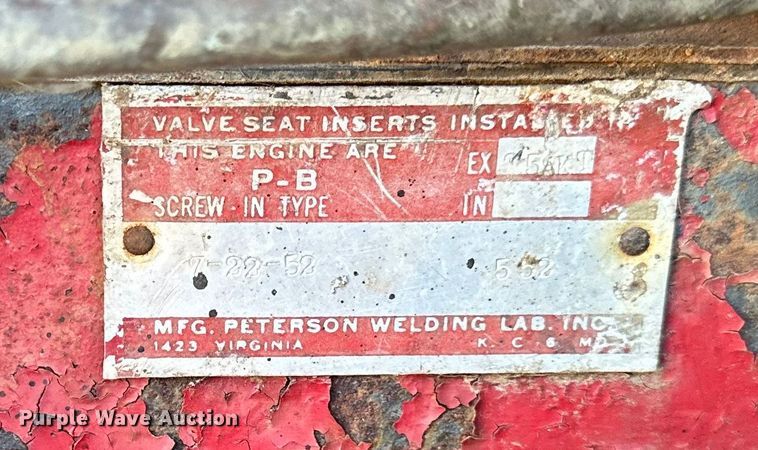 VALVE SEAT INSERTS INSTALLED IN
THIS ENGINE ARE
EX
P-B
SCREW-IN TYPE IN
7-22-52 552
MFG. PETERSON WELDING LAB. INC.
1423 VIRGINIA K. C. 6 MO.
Purple Wave Auction